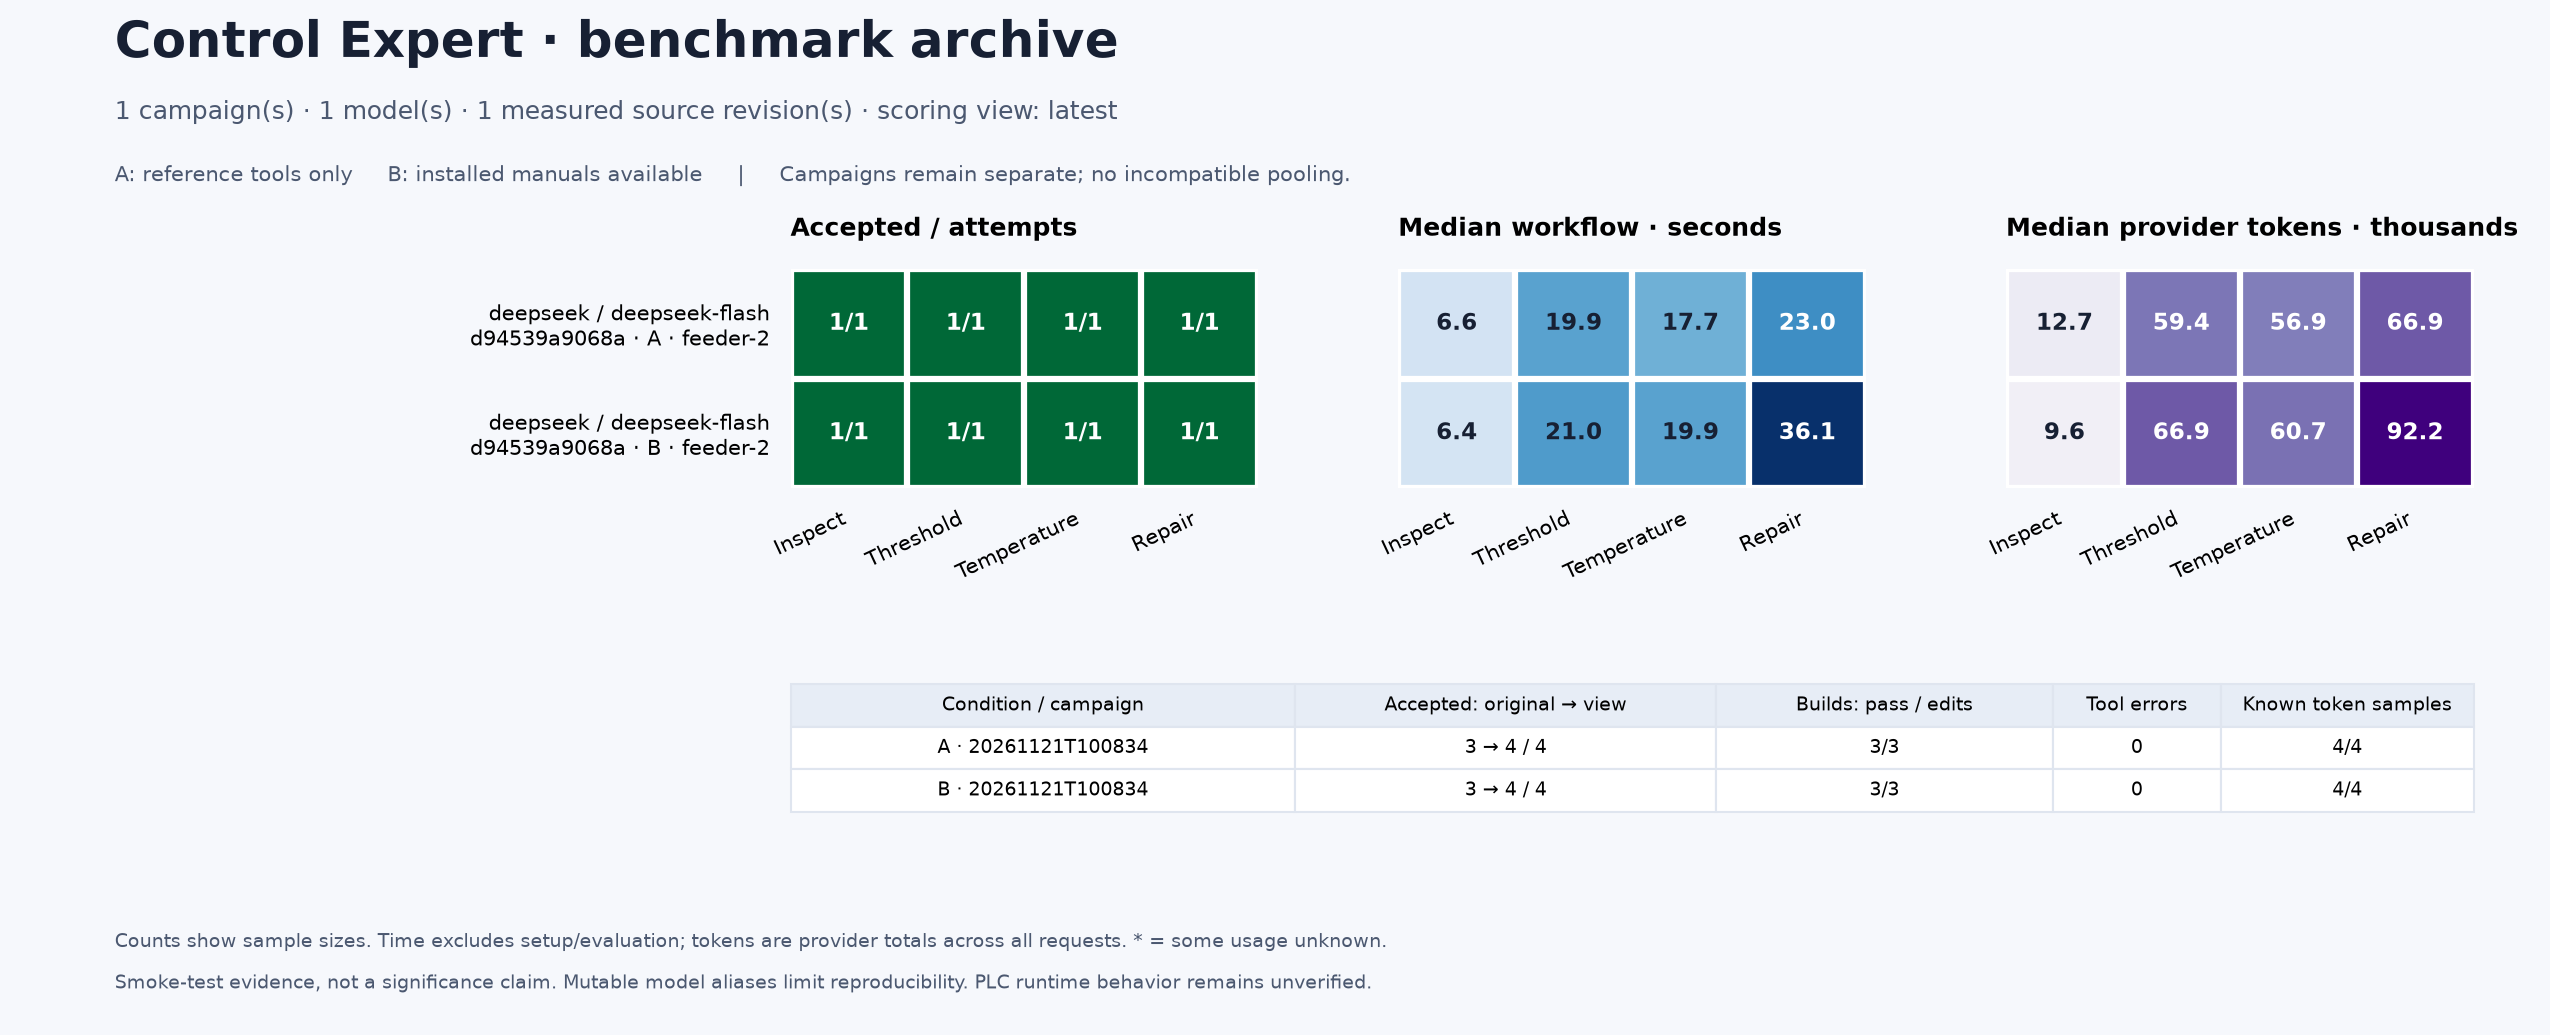 Control Expert · benchmark archive
1 campaign(s) · 1 model(s) · 1 measured source revision(s) · scoring view: latest
A: reference tools only B: installed manuals available | Campaigns remain separate; no incompatible pooling.
Accepted / attempts
deepseek / deepseek-flash
d94539a9068a · A · feeder-2
1/1 1/1 1/1 1/1
deepseek / deepseek-flash
d94539a9068a · B · feeder-2
1/1 1/1 1/1 1/1
Inspect Threshold Temperature Repair
Median workflow · seconds
6.6 19.9 17.7 23.0
6.4 21.0 19.9 36.1
Inspect Threshold Temperature Repair
Median provider tokens · thousands
12.7 59.4 56.9 66.9
9.6 66.9 60.7 92.2
Inspect Threshold Temperature Repair
Condition / campaign Accepted: original → view Builds: pass / edits Tool errors Known token samples
A · 20261121T100834 3 → 4 / 4 3/3 0 4/4
B · 20261121T100834 3 → 4 / 4 3/3 0 4/4
Counts show sample sizes. Time excludes setup/evaluation; tokens are provider totals across all requests. * = some usage unknown.
Smoke-test evidence, not a significance claim. Mutable model aliases limit reproducibility. PLC runtime behavior remains unverified.